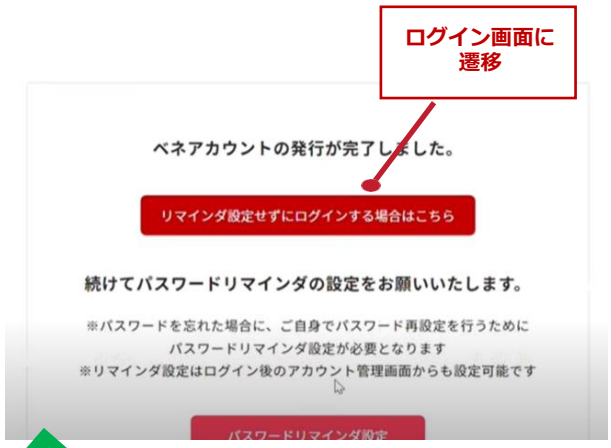 ログイン画面に
遷移
ベネアカウントの発行が完了しました。
リマインダ設定せずにログインする場合はこちら
続けてパスワードリマインダの設定をお願いいたします。
※パスワードを忘れた場合に、ご自身でパスワード再設定を行うために
パスワードリマインダ設定が必要となります
※リマインダ設定はログイン後のアカウント管理画面からも設定可能です
パスワードリマインダ設定